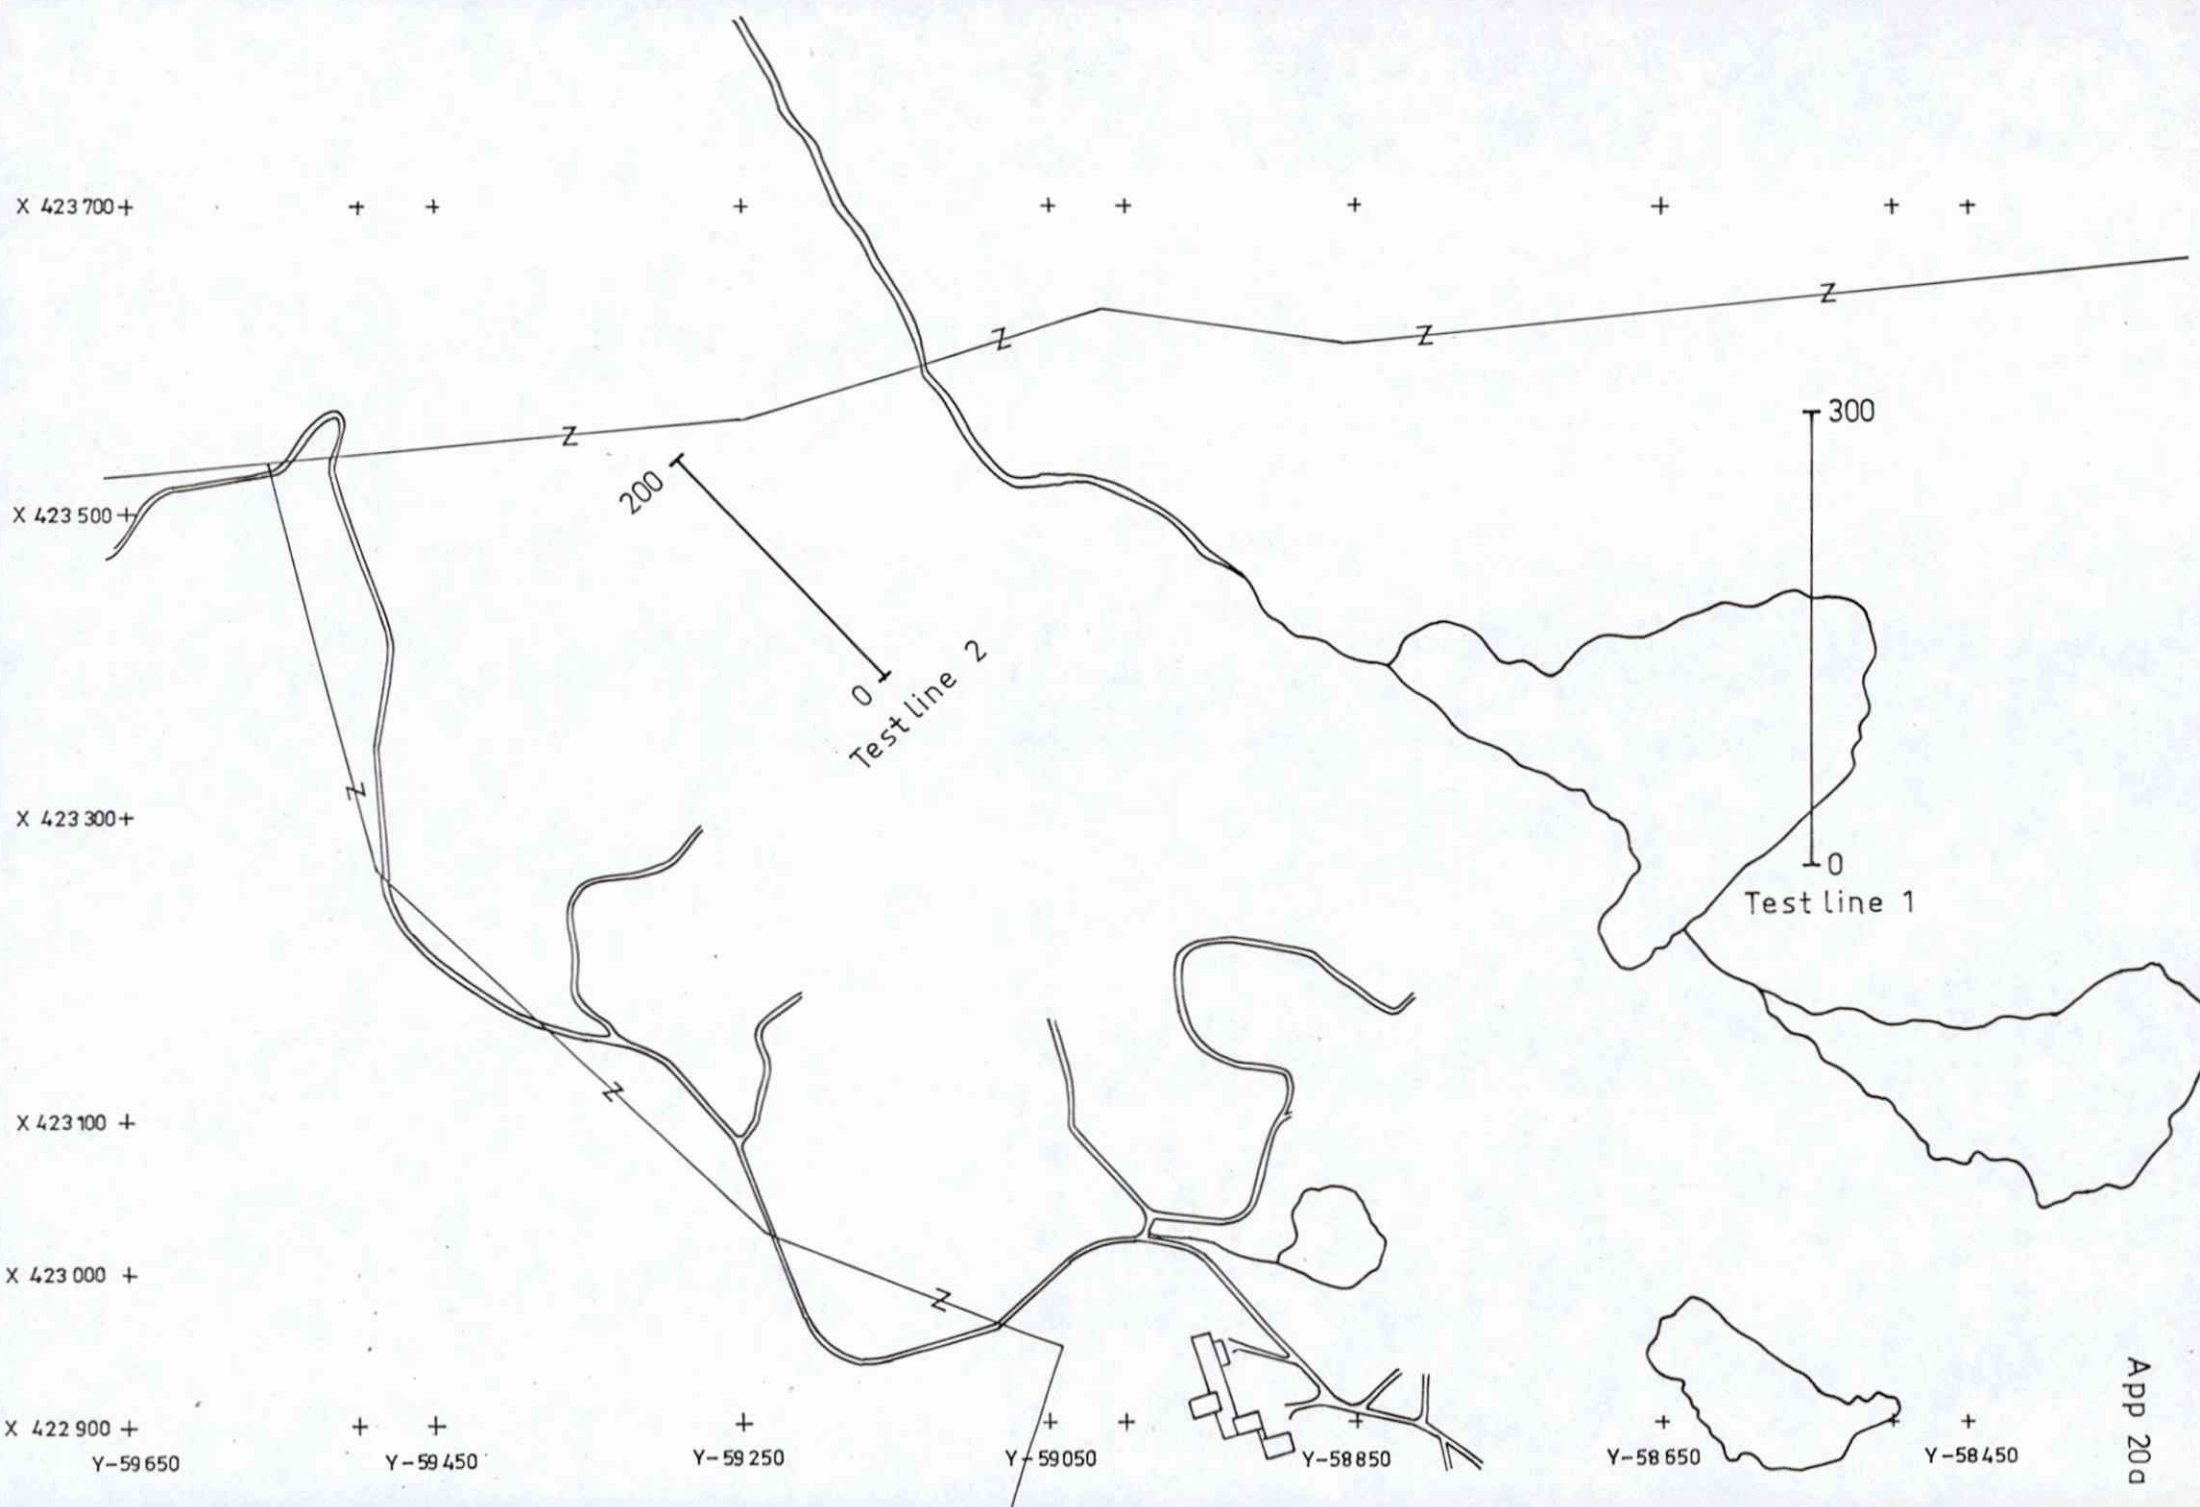 X 423 700
300
200
X 423 500
0
Test line 2
X 423 300
0
Test line 1
X 423 100
X 423 000
X 422 900
Y-59 650
Y-59 450
Y-59 250
Y-59 050
Y-58 850
Y-58 650
Y-58 450
App 20a